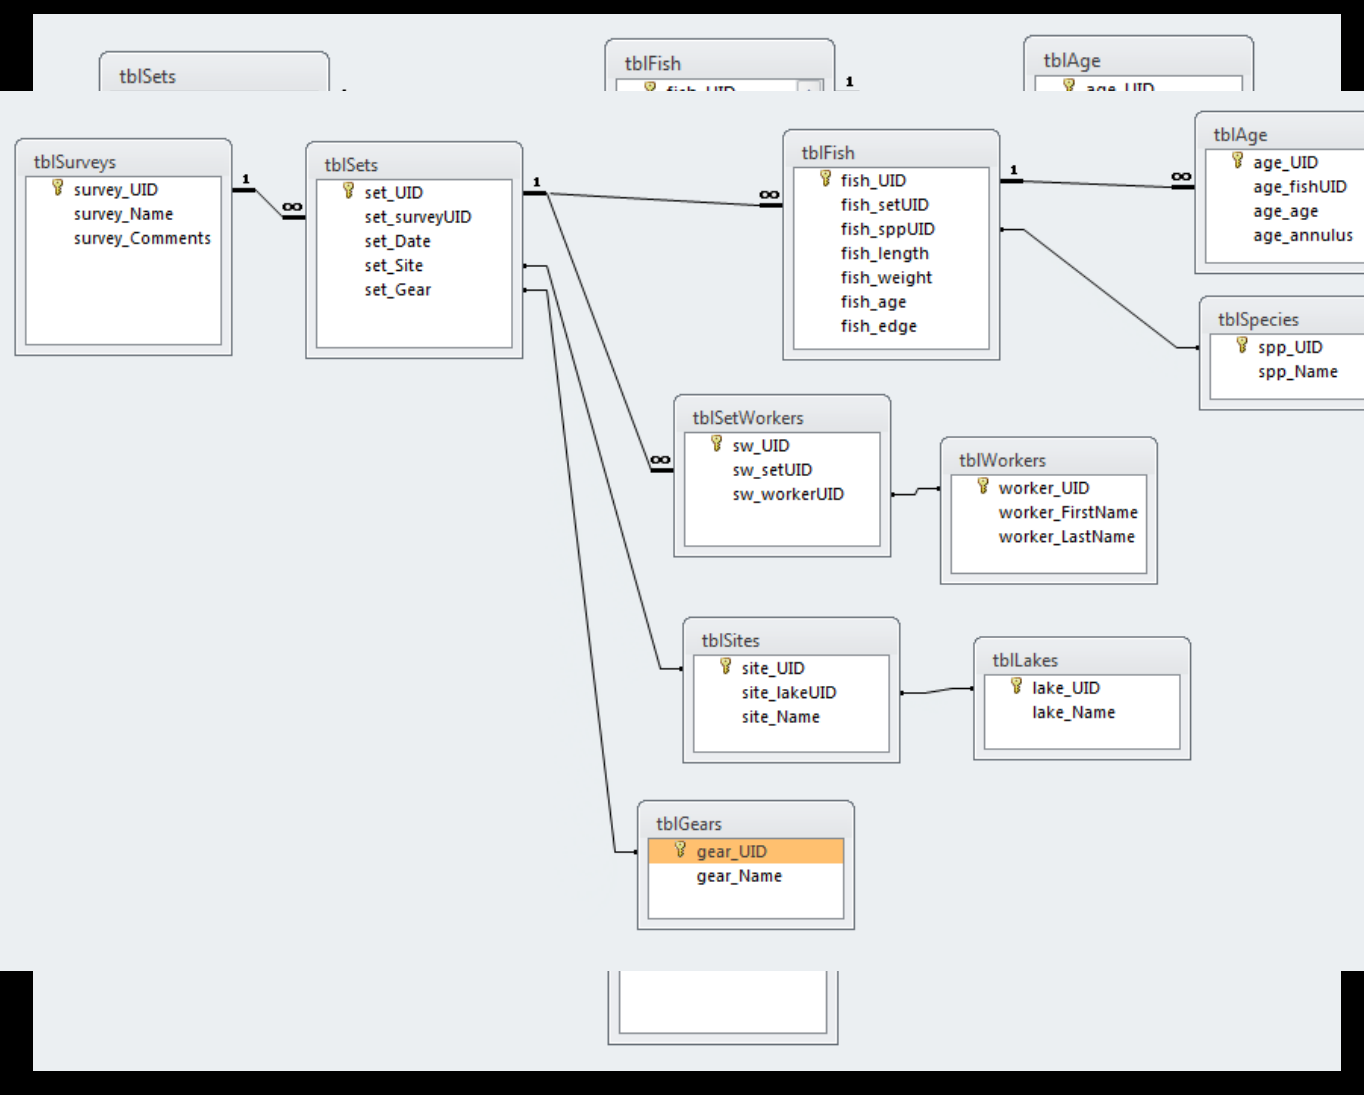 tblSets
tblFish
1
tblAge
tblSurveys
survey_UID
survey_Name
survey_Comments
1
∞
tblSets
set_UID
set_surveyUID
set_Date
set_Site
set_Gear
1
∞
tblFish
fish_UID
fish_setUID
fish_sppUID
fish_length
fish_weight
fish_age
fish_edge
1
∞
tblAge
age_UID
age_fishUID
age_age
age_annulus
tblSpecies
spp_UID
spp_Name
∞
tblSetWorkers
sw_UID
sw_setUID
sw_workerUID
tblWorkers
worker_UID
worker_FirstName
worker_LastName
tblSites
site_UID
site_lakeUID
site_Name
tblLakes
lake_UID
lake_Name
tblGears
gear_UID
gear_Name